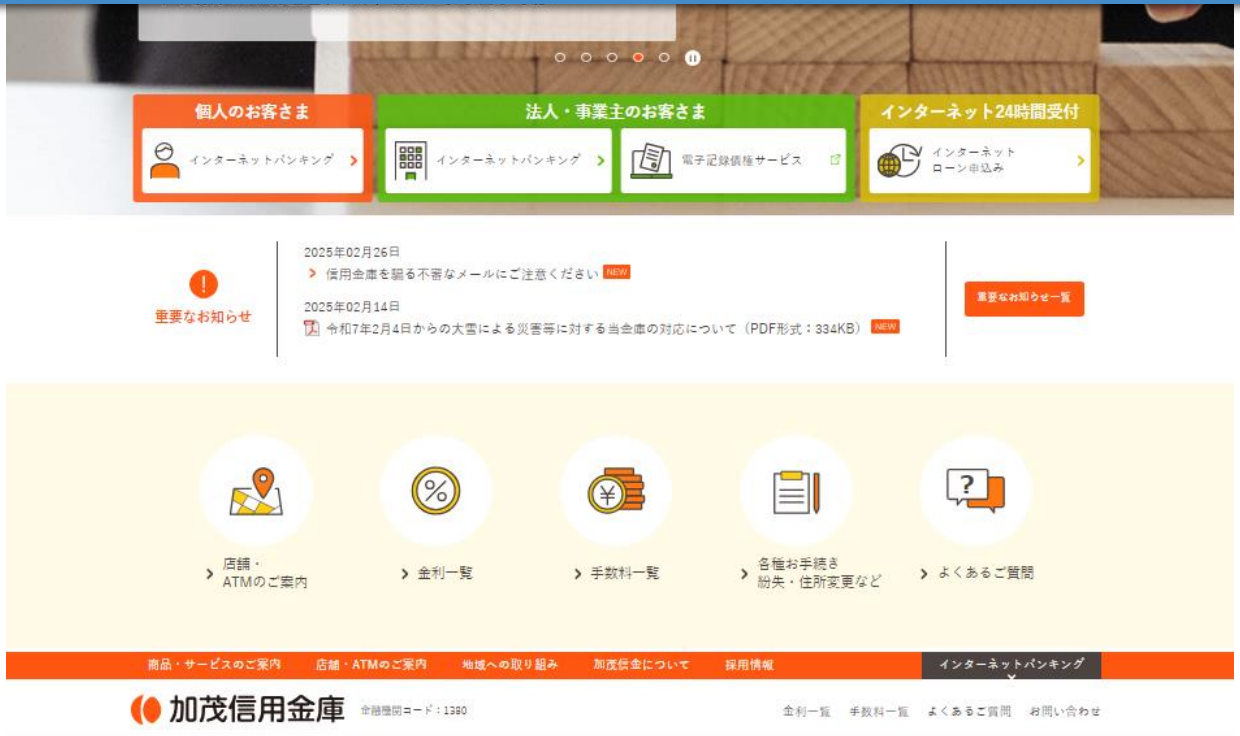 個人のお客さま
法人・事業主のお客さま
インターネット24時間受付
インターネットバンキング
インターネットバンキング
電子記録債権サービス
インターネット
ローン申込み
重要なお知らせ
2025年02月26日
信用金庫を騙る不審なメールにご注意ください NEW
2025年02月14日
令和7年2月4日からの大雪による災害等に対する当金庫の対応について（PDF形式：334KB） NEW
重要なお知らせ一覧
店舗・
ATMのご案内
金利一覧
手数料一覧
各種お手続き
紛失・住所変更など
よくあるご質問
商品・サービスのご案内 店舗・ATMのご案内 地域への取り組み 加茂信金について 採用情報 インターネットバンキング
加茂信用金庫 金融機関コード：1380
金利一覧 手数料一覧 よくあるご質問 お問い合わせ